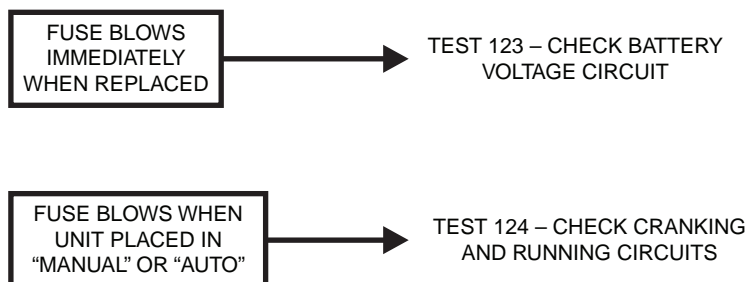 FUSE BLOWS
IMMEDIATELY
WHEN REPLACED
TEST 123 – CHECK BATTERY
VOLTAGE CIRCUIT
FUSE BLOWS WHEN
UNIT PLACED IN
“MANUAL” OR “AUTO”
TEST 124 – CHECK CRANKING
AND RUNNING CIRCUITS